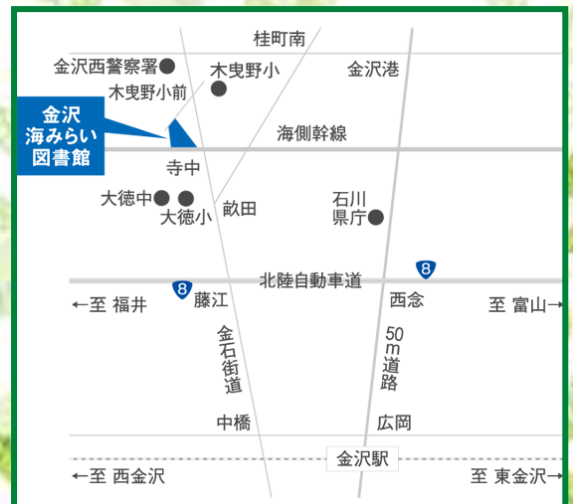 桂町南
金沢西警察署
木曳野小
金沢港
木曳野小前
金沢
海みらい
図書館
海側幹線
寺中
大徳中
大徳小
畝田
石川
県庁
8
北陸自動車道
8
←至 福井
藤江
西念
至 富山→
金石街道
50m道路
中橋
広岡
金沢駅
←至 西金沢
至 東金沢→